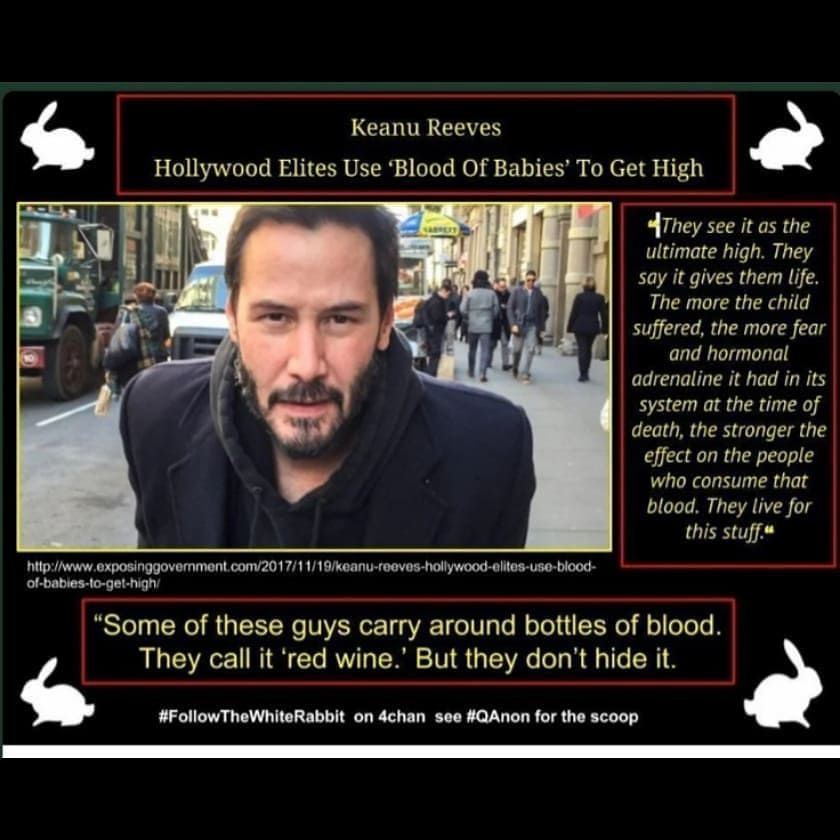 Keanu Reeves
Hollywood Elites Use ‘Blood Of Babies’ To Get High
SABRETT
❝They see it as the
ultimate high. They
say it gives them life.
The more the child
suffered, the more fear
and hormonal
adrenaline it had in its
system at the time of
death, the stronger the
effect on the people
who consume that
blood. They live for
this stuff.❝
http://www.exposinggovernment.com/2017/11/19/keanu-reeves-hollywood-elites-use-blood-
of-babies-to-get-high/
“Some of these guys carry around bottles of blood.
They call it ‘red wine.’ But they don’t hide it.
#FollowTheWhiteRabbit on 4chan see #QAnon for the scoop